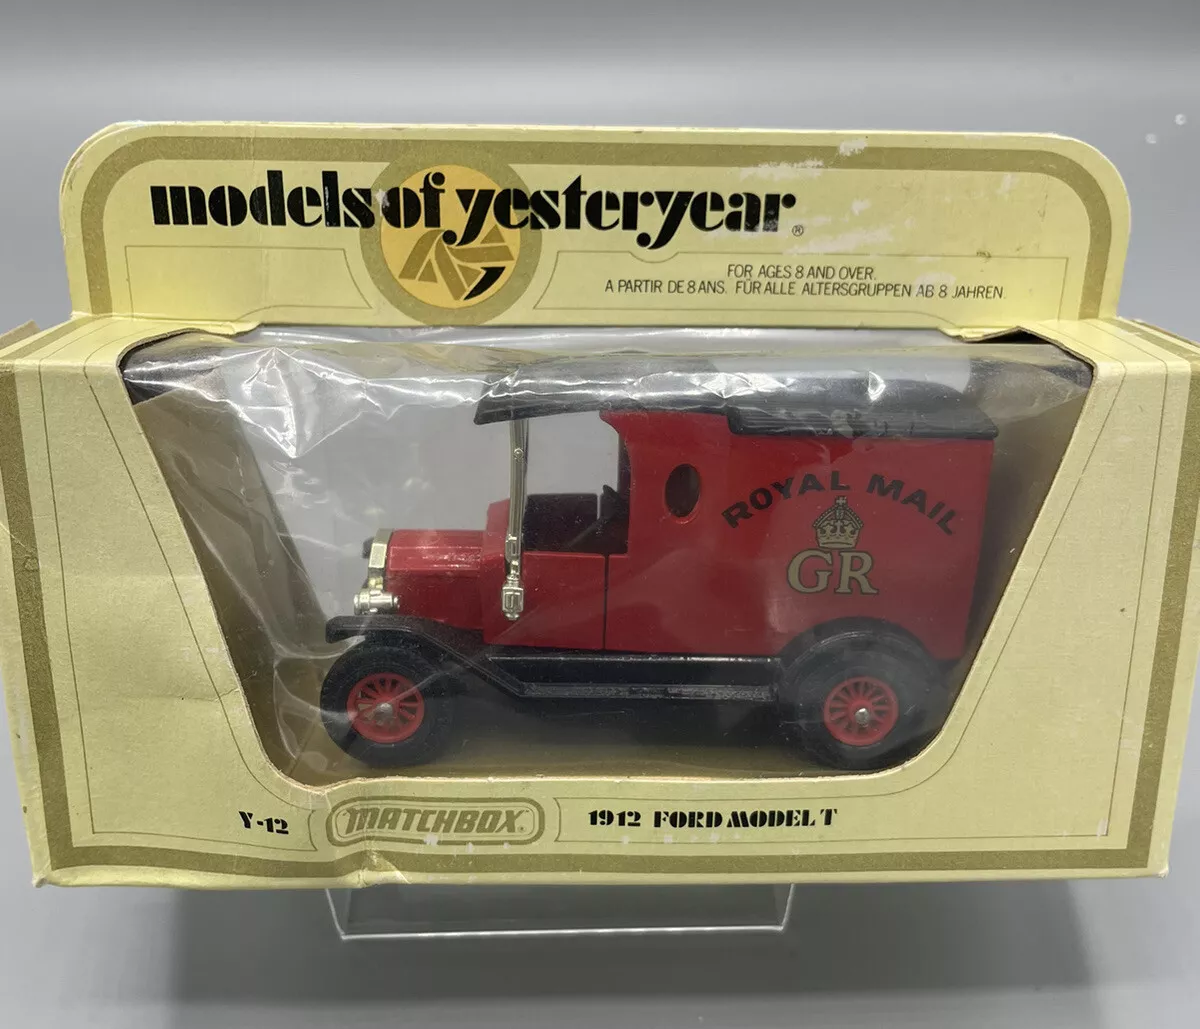 models of yesteryear®
FOR AGES 8 AND OVER.
A PARTIR DE 8 ANS. FÜR ALLE ALTERSGRUPPEN AB 8 JAHREN.
ROYAL MAIL
GR
Y-12
MATCHBOX
1912 FORD MODEL T